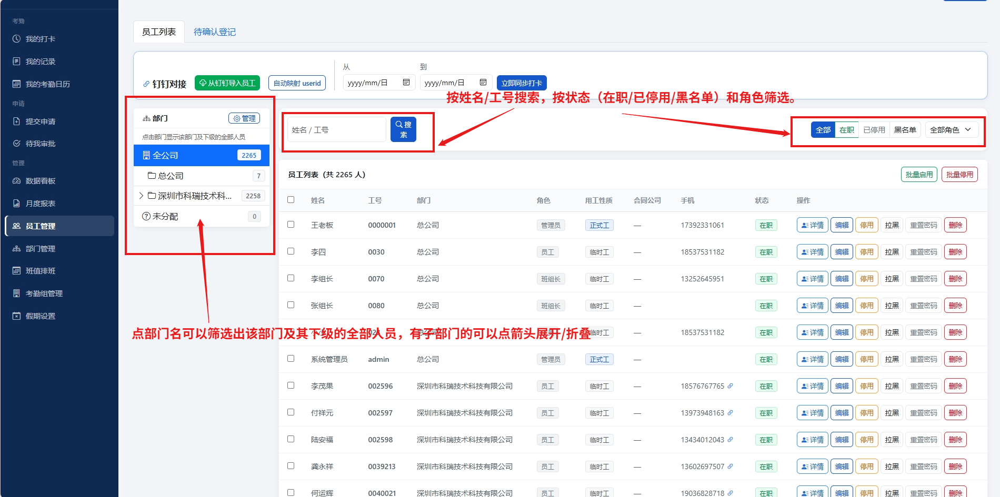 考勤
我的打卡
我的记录
我的考勤日历
申请
提交申请
待我审批
管理
数据看板
月度报表
员工管理
部门管理
班值排班
考勤组管理
假期设置
员工列表 待确认登记
钉钉对接 从钉钉导入员工 自动映射 userid
从 到
yyyy/mm/日 yyyy/mm/日 立即同步打卡
按姓名/工号搜索，按状态（在职/已停用/黑名单）和角色筛选。
部门 管理
点击部门显示该部门及下级的全部人员
全公司 2265
总公司 7
深圳市科瑞技术科... 2258
未分配 0
姓名 / 工号 搜索
全部 在职 已停用 黑名单 全部角色
员工列表（共 2265 人） 批量启用 批量停用
姓名 工号 部门 角色 用工性质 合同公司 手机 状态 操作
王老板 0000001 总公司 管理员 正式工 — 17392331061 在职 详情 编辑 停用 拉黑 重置密码 删除
李四 0030 总公司 员工 临时工 — 18537531182 在职 详情 编辑 停用 拉黑 重置密码 删除
李组长 0070 总公司 班组长 临时工 — 13252645951 在职 详情 编辑 停用 拉黑 重置密码 删除
张组长 0080 总公司 班组长 临时工 — 在职 详情 编辑 停用 拉黑 重置密码 删除
点部门名可以筛选出该部门及其下级的全部人员，有子部门的可以点箭头展开/折叠
临时工 — 18537531182 在职 详情 编辑 停用 拉黑 重置密码 删除
系统管理员 admin 总公司 管理员 正式工 — 在职 详情 编辑 停用 拉黑 重置密码 删除
李茂果 002596 深圳市科瑞技术科技有限公司 员工 临时工 — 18576767765 在职 详情 编辑 停用 拉黑 重置密码 删除
付祥元 002597 深圳市科瑞技术科技有限公司 员工 临时工 — 13973948163 在职 详情 编辑 停用 拉黑 重置密码 删除
陆安福 002598 深圳市科瑞技术科技有限公司 员工 临时工 — 13434012043 在职 详情 编辑 停用 拉黑 重置密码 删除
龚永祥 0039213 深圳市科瑞技术科技有限公司 员工 临时工 — 13602697507 在职 详情 编辑 停用 拉黑 重置密码 删除
何运辉 0040021 深圳市科瑞技术科技有限公司 员工 临时工 — 19036828718 在职 详情 编辑 停用 拉黑 重置密码 删除